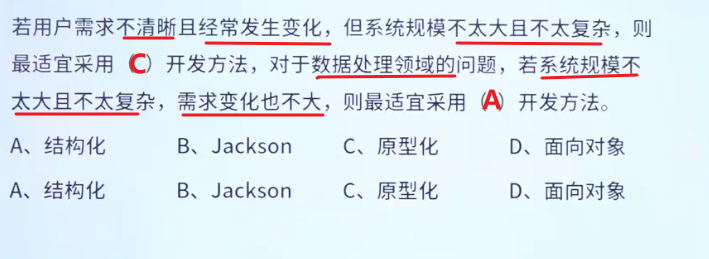 若用户需求不清晰且经常发生变化，但系统规模不太大且不太复杂，则
最适宜采用（C）开发方法，对于数据处理领域的问题，若系统规模不
太大且不太复杂，需求变化也不大，则最适宜采用（A）开发方法。
A、结构化 B、Jackson C、原型化 D、面向对象
A、结构化 B、Jackson C、原型化 D、面向对象